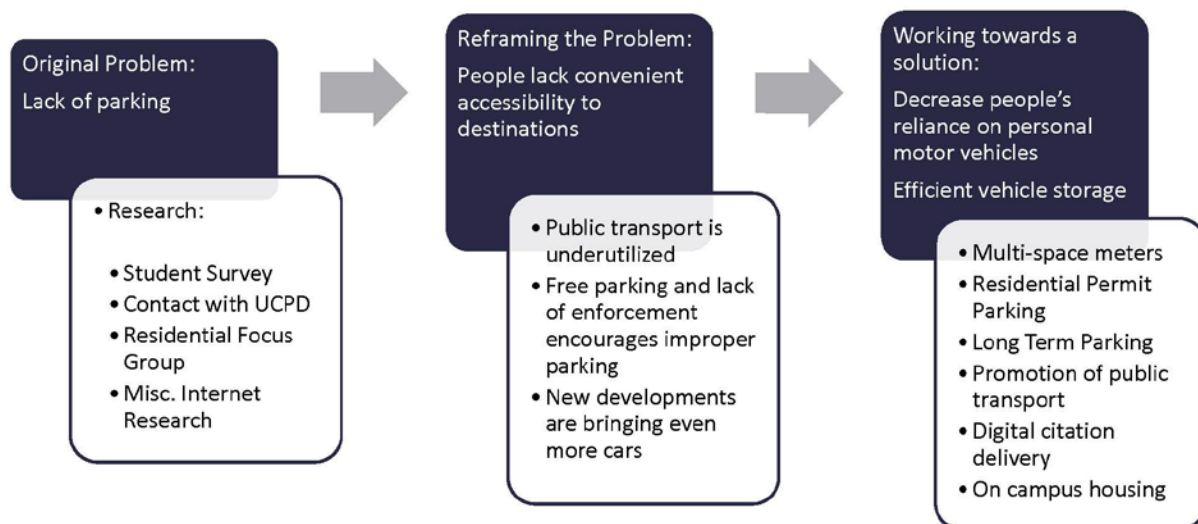 Original Problem:
Lack of parking
• Research:
• Student Survey
• Contact with UCPD
• Residential Focus
Group
• Misc. Internet
Research
Reframing the Problem:
People lack convenient
accessibility to
destinations
• Public transport is
underutilized
• Free parking and lack
of enforcement
encourages improper
parking
• New developments
are bringing even
more cars
Working towards a
solution:
Decrease people's
reliance on personal
motor vehicles
Efficient vehicle storage
• Multi-space meters
• Residential Permit
Parking
• Long Term Parking
• Promotion of public
transport
• Digital citation
delivery
• On campus housing